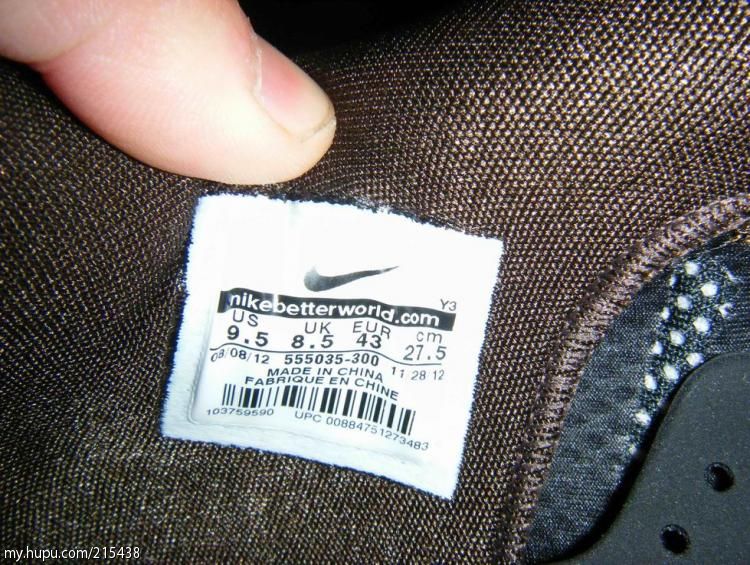 Y3
nikebetterworld.com
US UK EUR cm
9.5 8.5 43 27.5
08/08/12 555035-300 11 28 12
MADE IN CHINA
FABRIQUE EN CHINE
103759590 UPC 00884751273483
my.hupu.com/215438